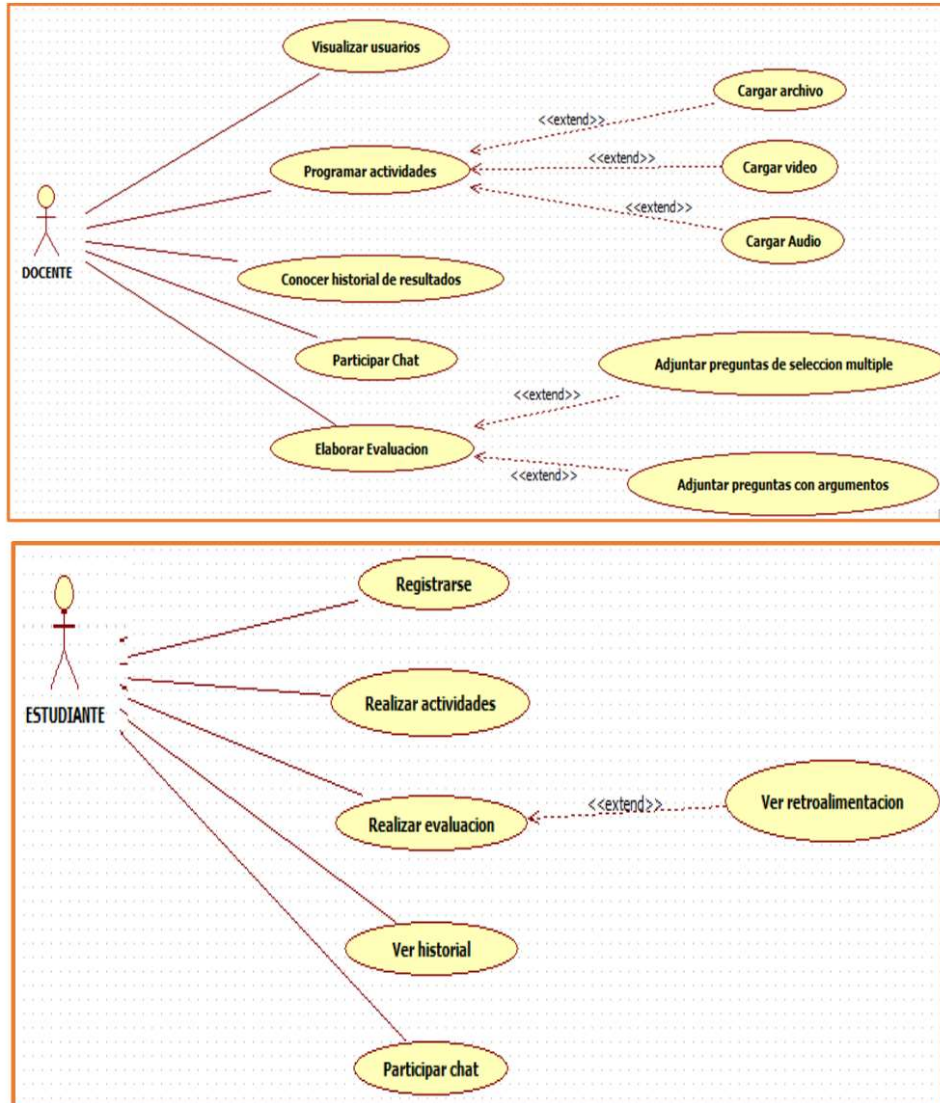 Visualizar usuarios
Cargar archivo
<<extend>>
Programar actividades
<<extend>>
Cargar video
<<extend>>
Cargar Audio
DOCENTE
Conocer historial de resultados
Participar Chat
Adjuntar preguntas de seleccion multiple
<<extend>>
Elaborar Evaluacion
<<extend>>
Adjuntar preguntas con argumentos
Registrarse
ESTUDIANTE
Realizar actividades
Realizar evaluacion
<<extend>>
Ver retroalimentacion
Ver historial
Participar chat